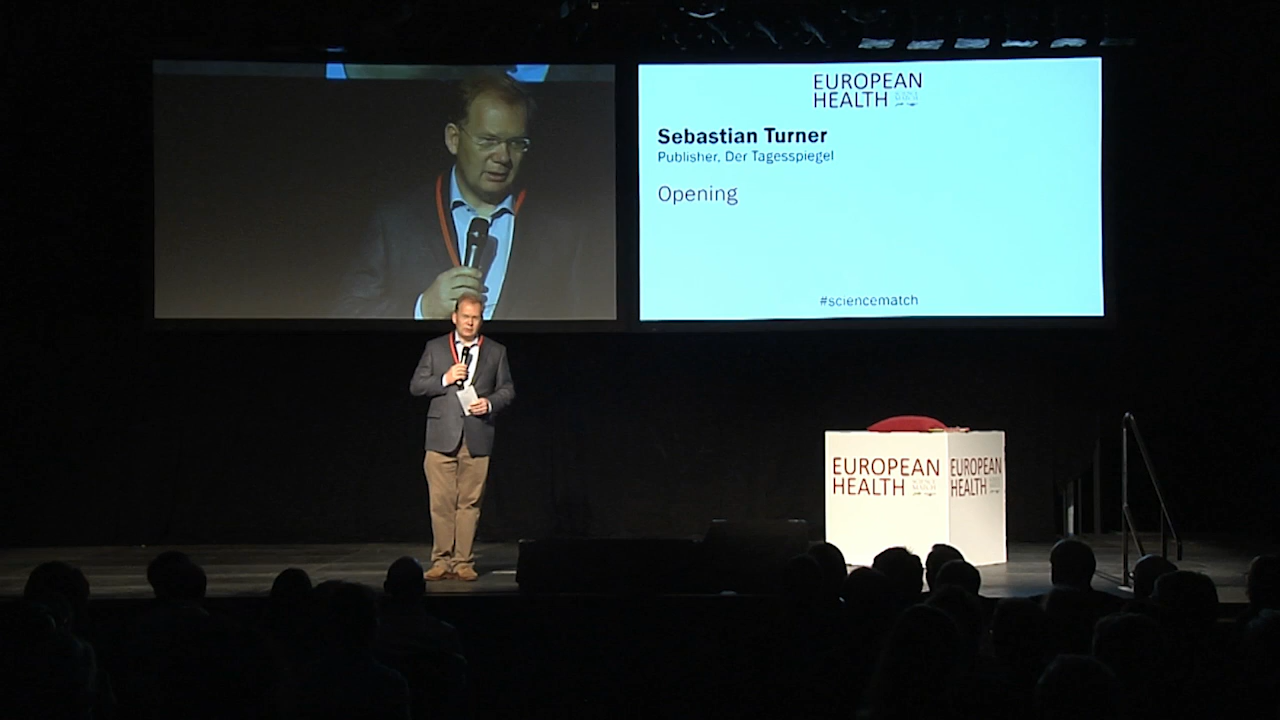 EUROPEAN
HEALTH
Sebastian Turner
Publisher, Der Tagesspiegel
Opening
#sciencematch
EUROPEAN
HEALTH
EUROPEAN
HEALTH